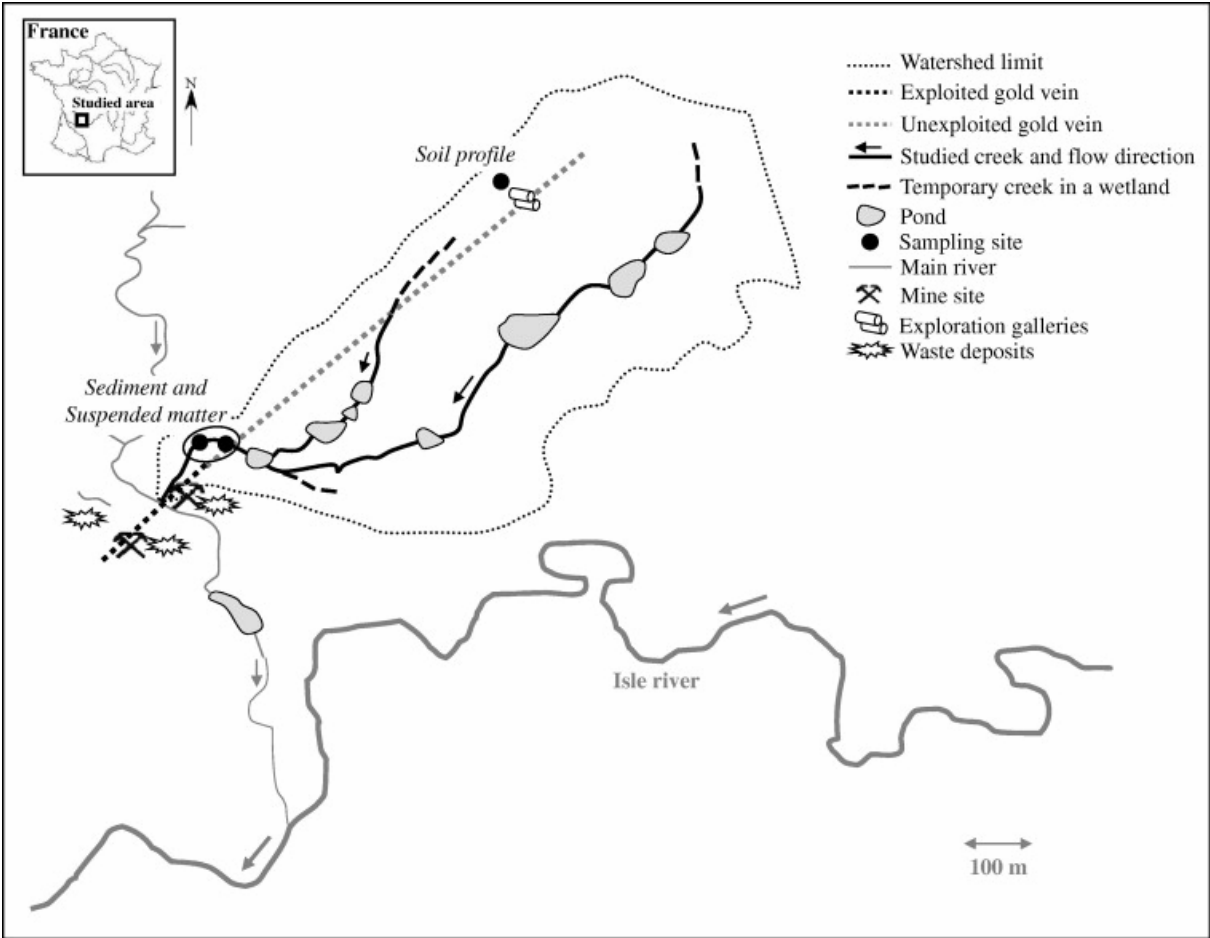 France
Studied area
N
Soil profile
Sediment and
Suspended matter
Watershed limit
Exploited gold vein
Unexploited gold vein
Studied creek and flow direction
Temporary creek in a wetland
Pond
Sampling site
Main river
Mine site
Exploration galleries
Waste deposits
Isle river
100 m